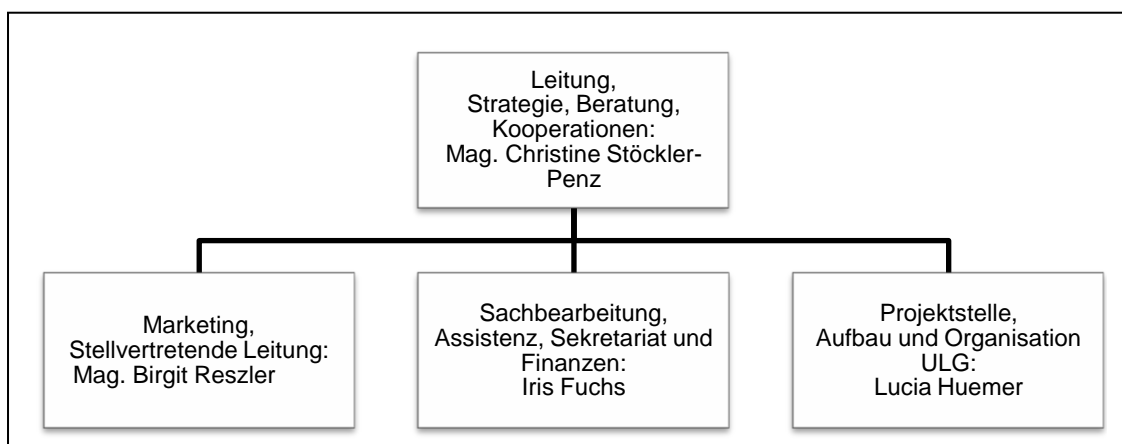 Leitung,
Strategie, Beratung,
Kooperationen:
Mag. Christine Stöckler-
Penz
Marketing,
Stellvertretende Leitung:
Mag. Birgit Reszler
Sachbearbeitung,
Assistenz, Sekretariat und
Finanzen:
Iris Fuchs
Projektstelle,
Aufbau und Organisation
ULG:
Lucia Huemer